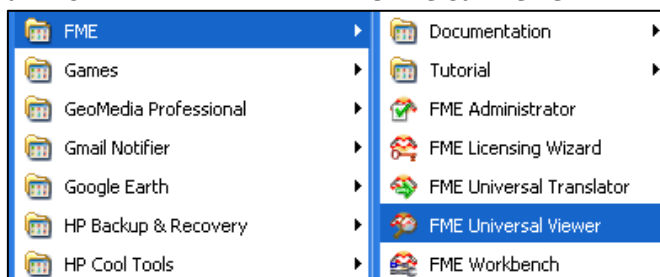 FME
Games
GeoMedia Professional
Gmail Notifier
Google Earth
HP Backup & Recovery
HP Cool Tools
Documentation
Tutorial
FME Administrator
FME Licensing Wizard
FME Universal Translator
FME Universal Viewer
FME Workbench